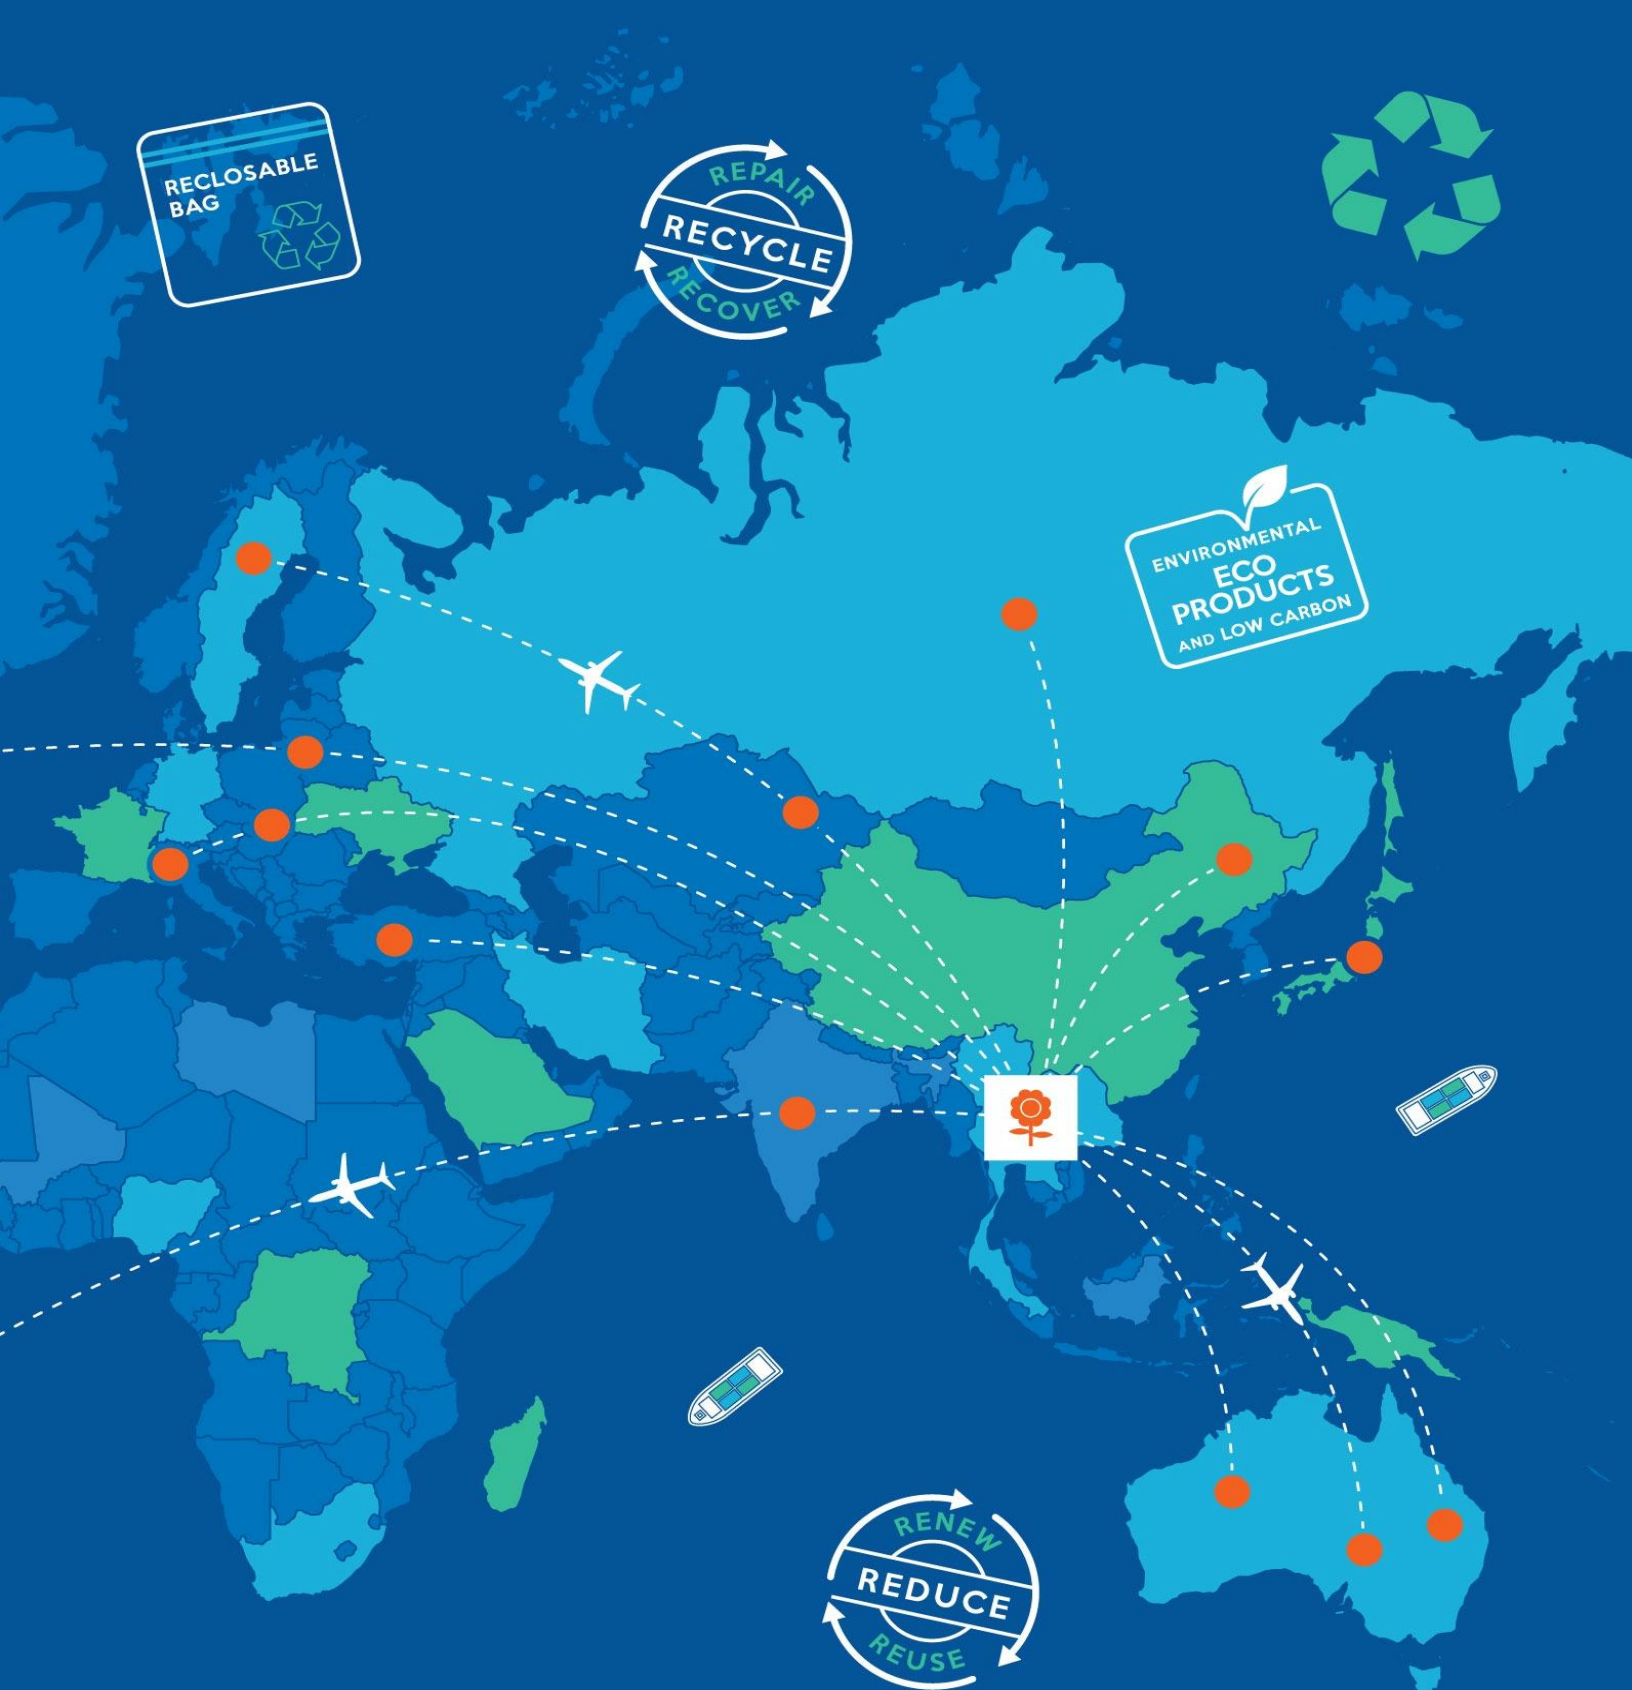 RECLOSABLE
BAG
REPAIR
RECYCLE
RECOVER
ENVIRONMENTAL
ECO
PRODUCTS
AND LOW CARBON
RENEW
REDUCE
REUSE